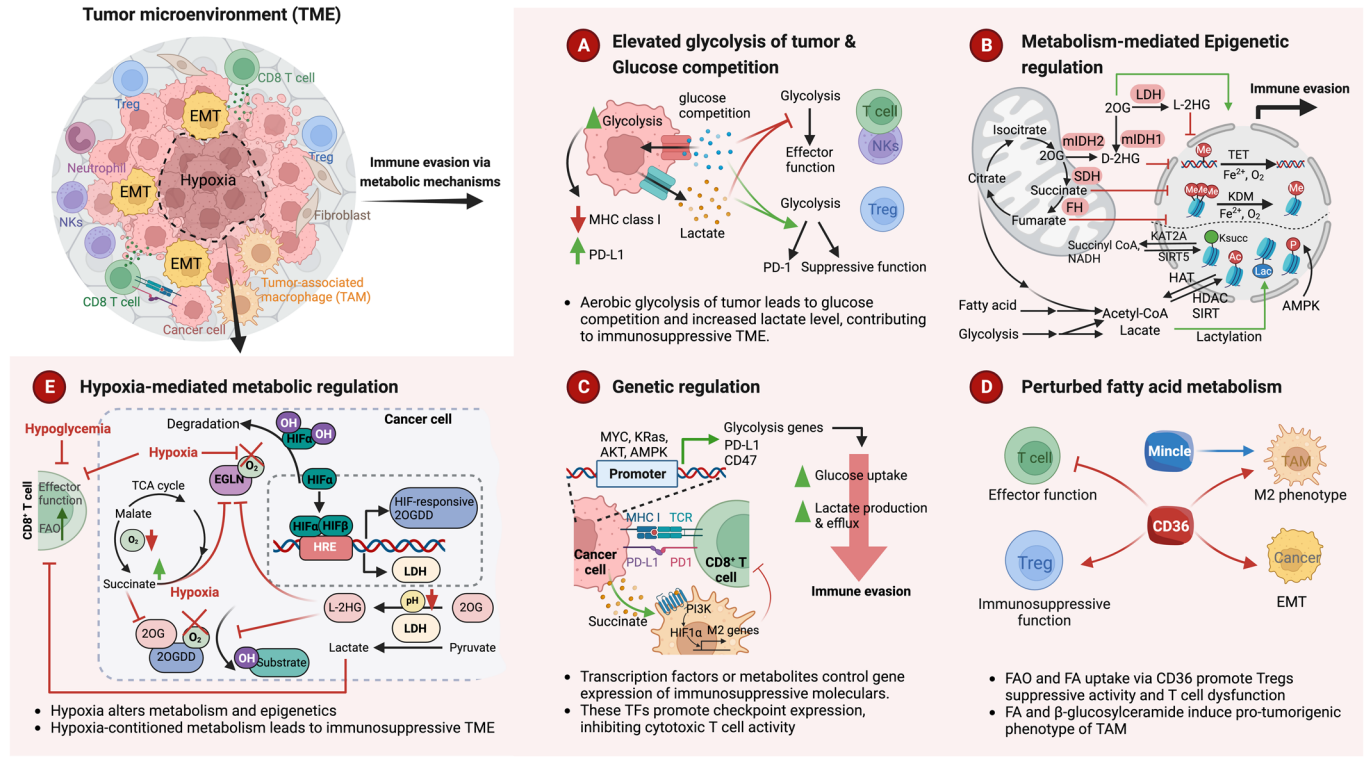 Tumor microenvironment (TME)
CD8 T cell
Treg
EMT
Treg
Neutrophil
Hypoxia
EMT
NKs
Fibroblast
EMT
CD8 T cell
Tumor-associated
macrophage (TAM)
Cancer cell
Immune evasion via
metabolic mechanisms
A
Elevated glycolysis of tumor &
Glucose competition
Glycolysis
glucose
competition
Glycolysis
T cell
NKs
Effector
function
MHC class I
PD-L1
Lactate
Glycolysis
Treg
PD-1
Suppressive function
• Aerobic glycolysis of tumor leads to glucose
competition and increased lactate level, contributing
to immunosuppressive TME.
B
Metabolism-mediated Epigenetic
regulation
Immune evasion
LDH
2OG
L-2HG
Isocitrate
mIDH2
mIDH1
2OG
D-2HG
Me
TET
Fe2+, O2
Citrate
SDH
Succinate
MeMeMe
KDM
Fe2+, O2
Me
FH
Fumarate
Succinyl CoA,
NADH
KAT2A
SIRT5
Ksucc
Ac
Lac
P
HAT
HDAC
SIRT
AMPK
Fatty acid
Acetyl-CoA
Glycolysis
Lacate
Lactylation
E
Hypoxia-mediated metabolic regulation
Cancer cell
Degradation
OH
OH
HIFα
Hypoglycemia
Hypoxia
O2
EGLN
HIFα
CD8+ T cell
Effector
function
FAO
TCA cycle
Malate
O2
HIF-responsive
2OGDD
HIFα
HIFβ
HRE
LDH
Succinate
Hypoxia
L-2HG
pH
2OG
LDH
2OG
O2
2OGDD
OH
Substrate
Lactate
Pyruvate
• Hypoxia alters metabolism and epigenetics
• Hypoxia-contitioned metabolism leads to immunosuppressive TME
C
Genetic regulation
MYC, KRas,
AKT, AMPK
Promoter
Glycolysis genes
PD-L1
CD47
Glucose uptake
Lactate production
& efflux
MHC I
TCR
Cancer
cell
PD-L1
PD1
CD8+ T
cell
Succinate
PI3K
HIF1α
M2 genes
Immune evasion
• Transcription factors or metabolites control gene
expression of immunosuppressive moleculars.
• These TFs promote checkpoint expression,
inhibiting cytotoxic T cell activity
D
Perturbed fatty acid metabolism
T cell
Effector function
Mincle
TAM
M2 phenotype
CD36
Treg
Immunosuppressive
function
Cancer
EMT
• FAO and FA uptake via CD36 promote Tregs
suppressive activity and T cell dysfunction
• FA and β-glucosylceramide induce pro-tumorigenic
phenotype of TAM